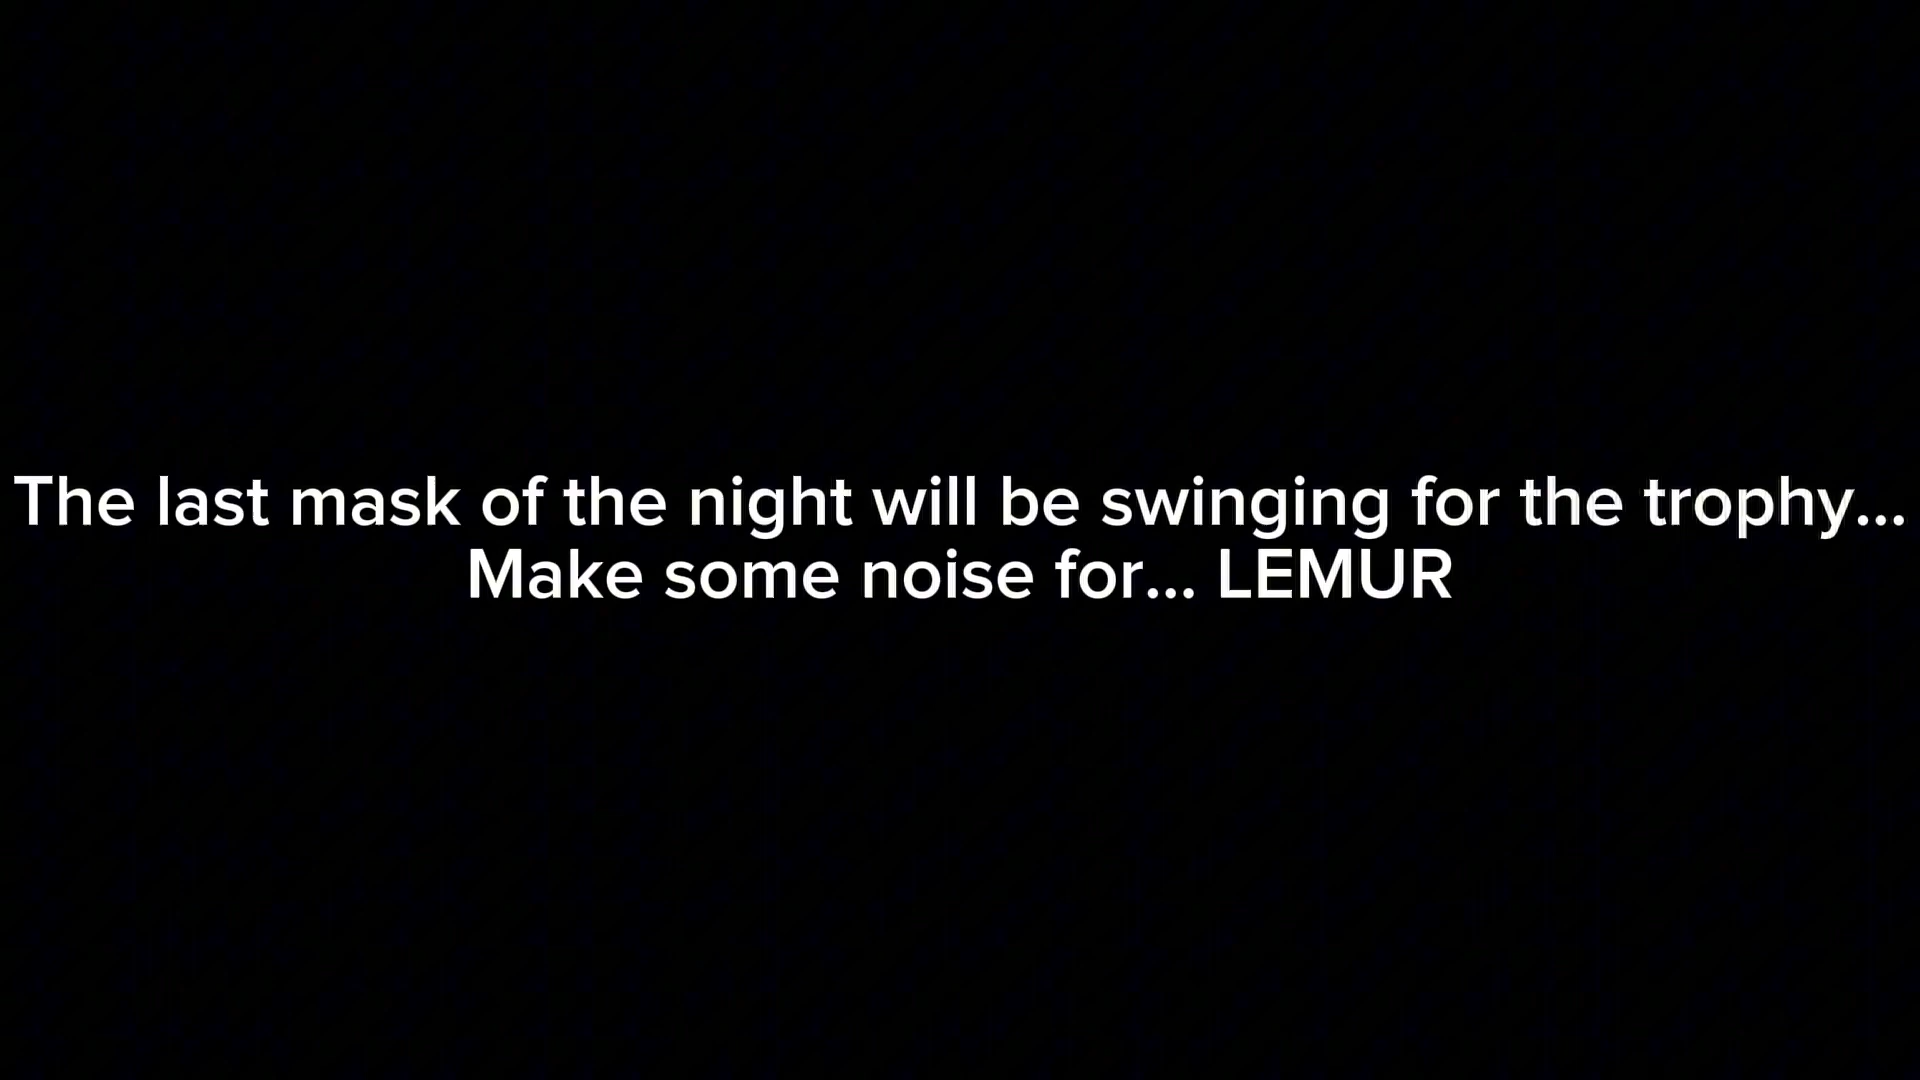 The last mask of the night will be swinging for the trophy...
Make some noise for... LEMUR